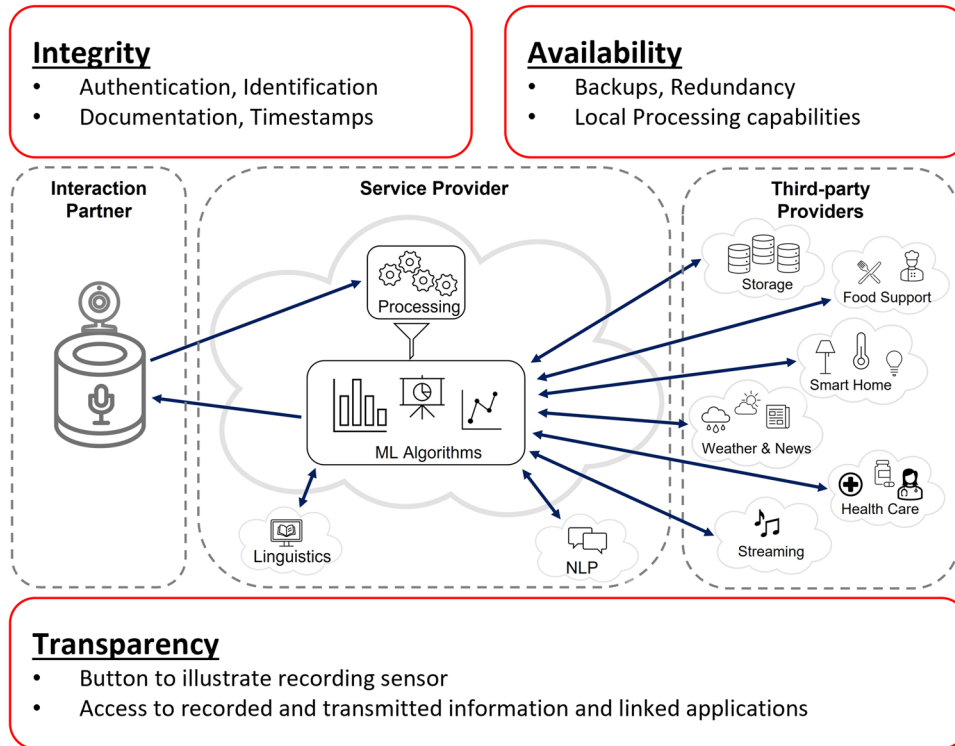 Integrity
• Authentication, Identification
• Documentation, Timestamps
Availability
• Backups, Redundancy
• Local Processing capabilities
Interaction
Partner
Service Provider
Third-party
Providers
Processing
ML Algorithms
Linguistics
NLP
Storage
Food Support
Smart Home
Weather & News
Health Care
Streaming
Transparency
• Button to illustrate recording sensor
• Access to recorded and transmitted information and linked applications